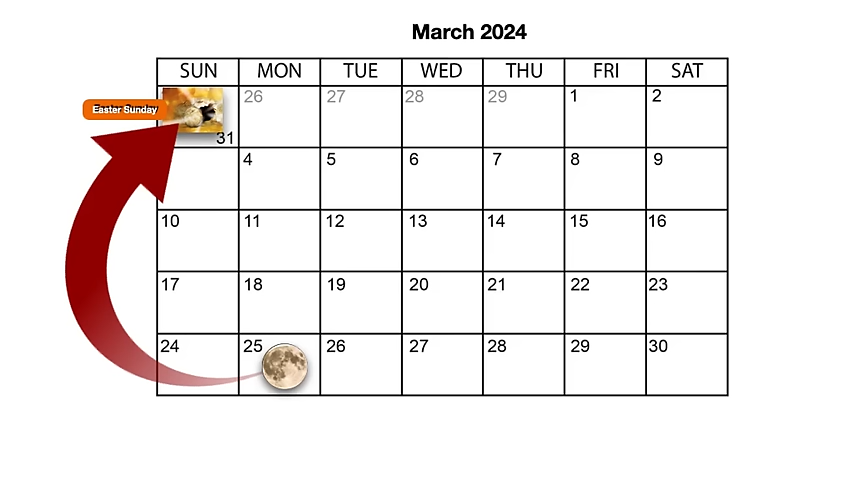 March 2024
SUN MON TUE WED THU FRI SAT
Easter Sunday 26 27 28 29 1 2
31
4 5 6 7 8 9
10 11 12 13 14 15 16
17 18 19 20 21 22 23
24 25 26 27 28 29 30